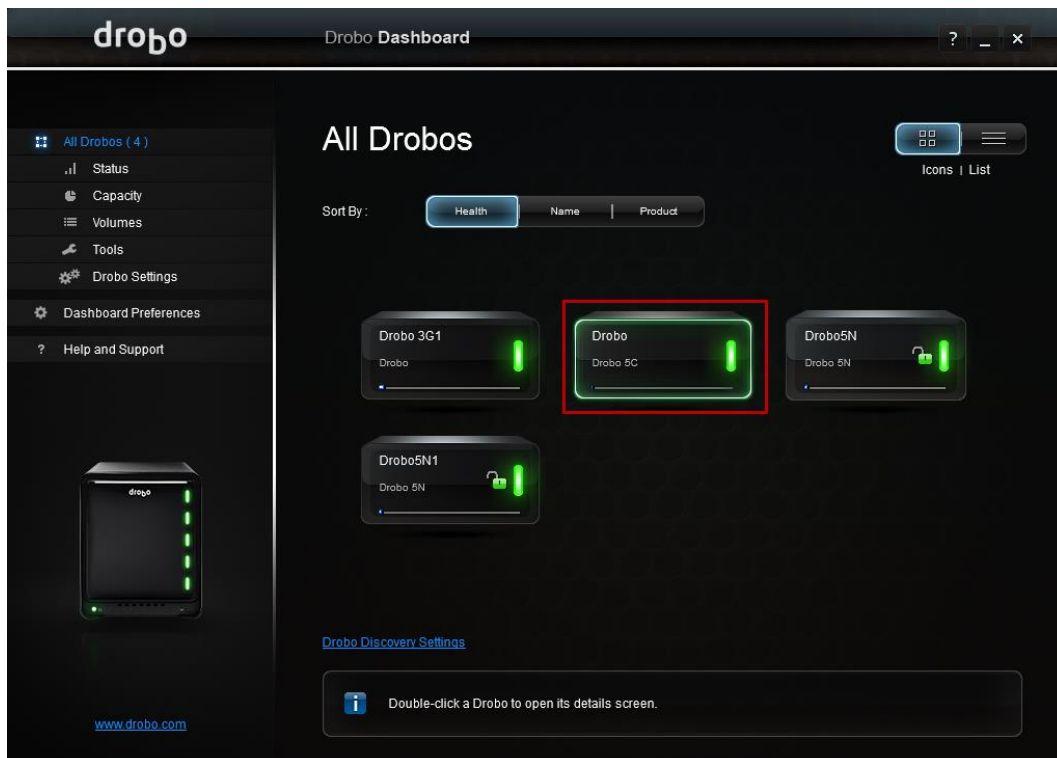 drobo
Drobo Dashboard
? _ ×
All Drobos ( 4 )
Status
Capacity
Volumes
Tools
Drobo Settings
Dashboard Preferences
? Help and Support
drobo
www.drobo.com
All Drobos
Icons | List
Sort By :
Health | Name | Product
Drobo 3G1
Drobo
Drobo
Drobo 5C
Drobo5N
Drobo 5N
Drobo5N1
Drobo 5N
Drobo Discovery Settings
i Double-click a Drobo to open its details screen.